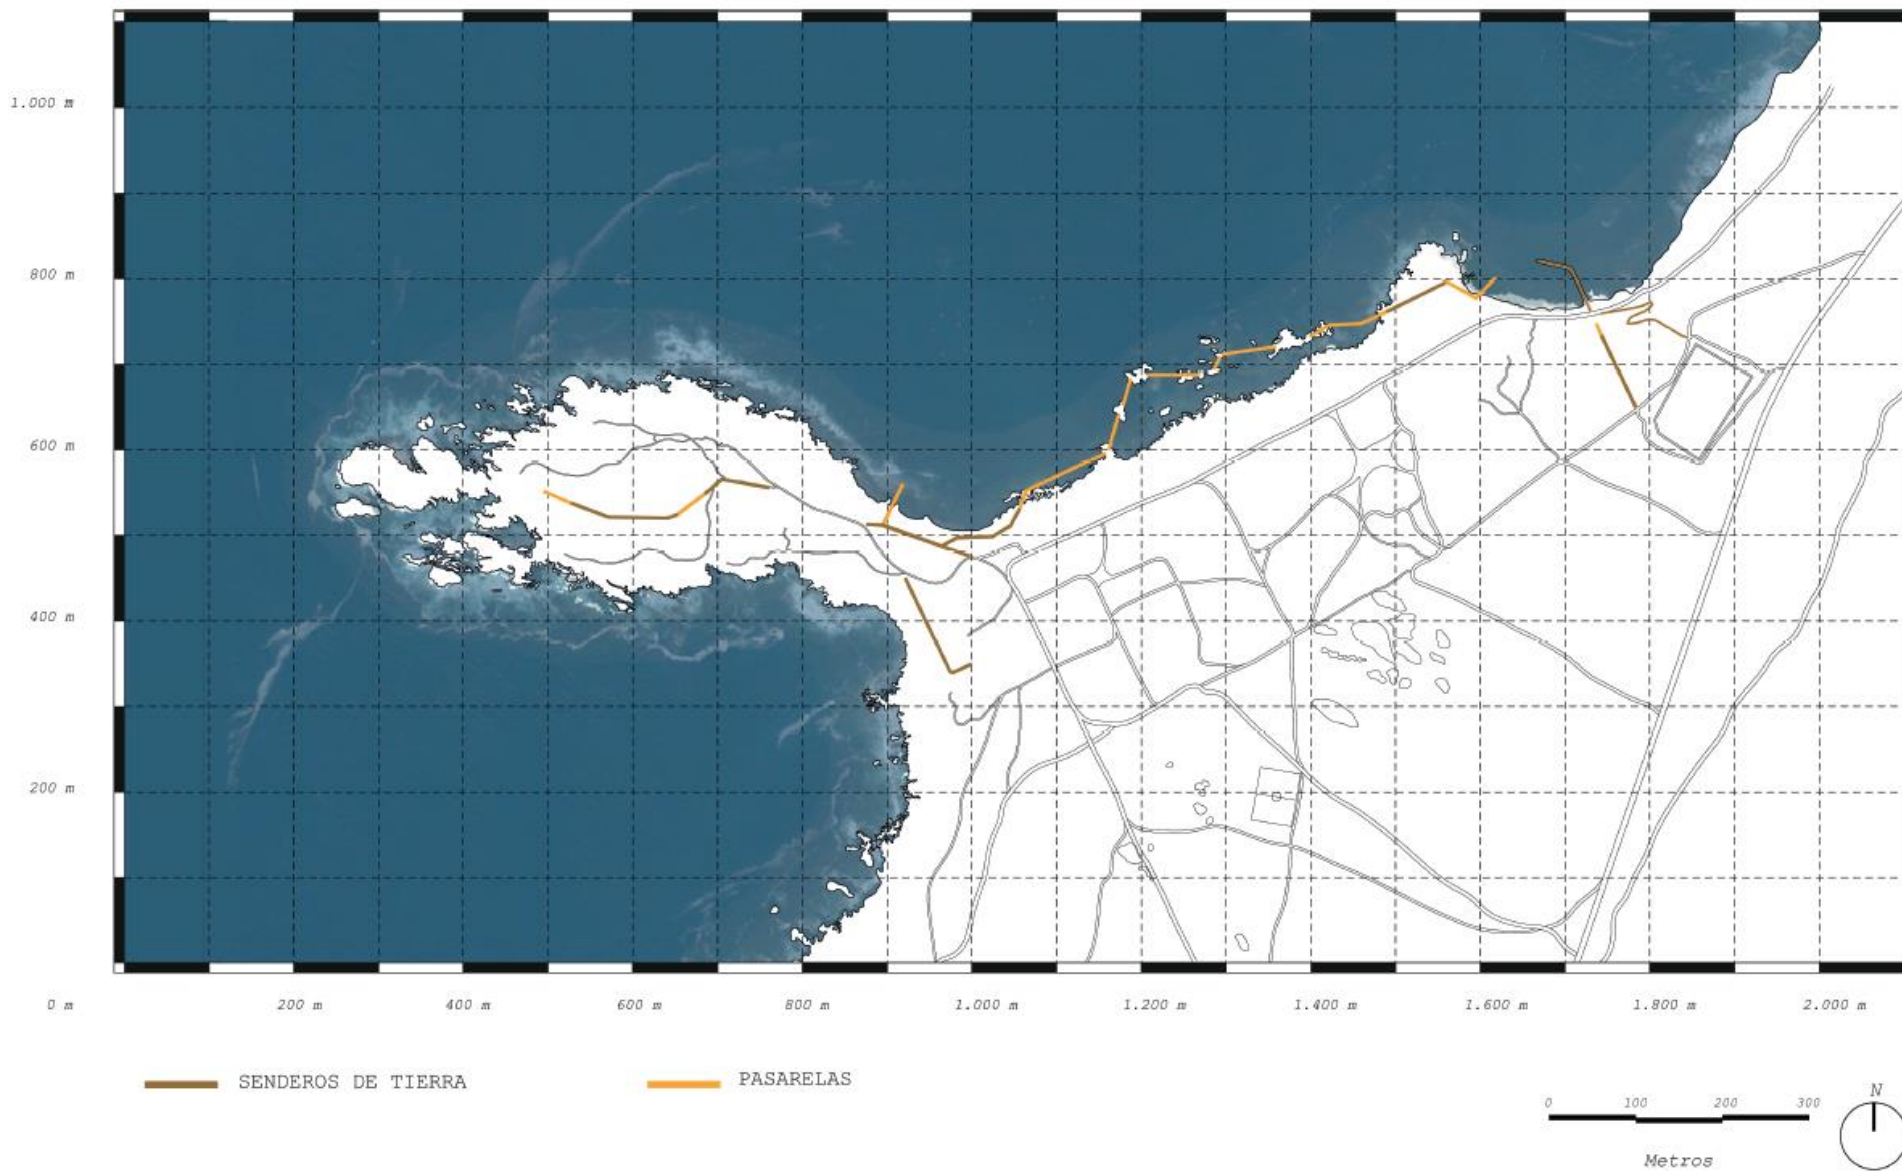 1.000 m
800 m
600 m
400 m
200 m
0 m
200 m
400 m
600 m
800 m
1.000 m
1.200 m
1.400 m
1.600 m
1.800 m
2.000 m
SENDEROS DE TIERRA
PASARELAS
0 100 200 300
Metros
N